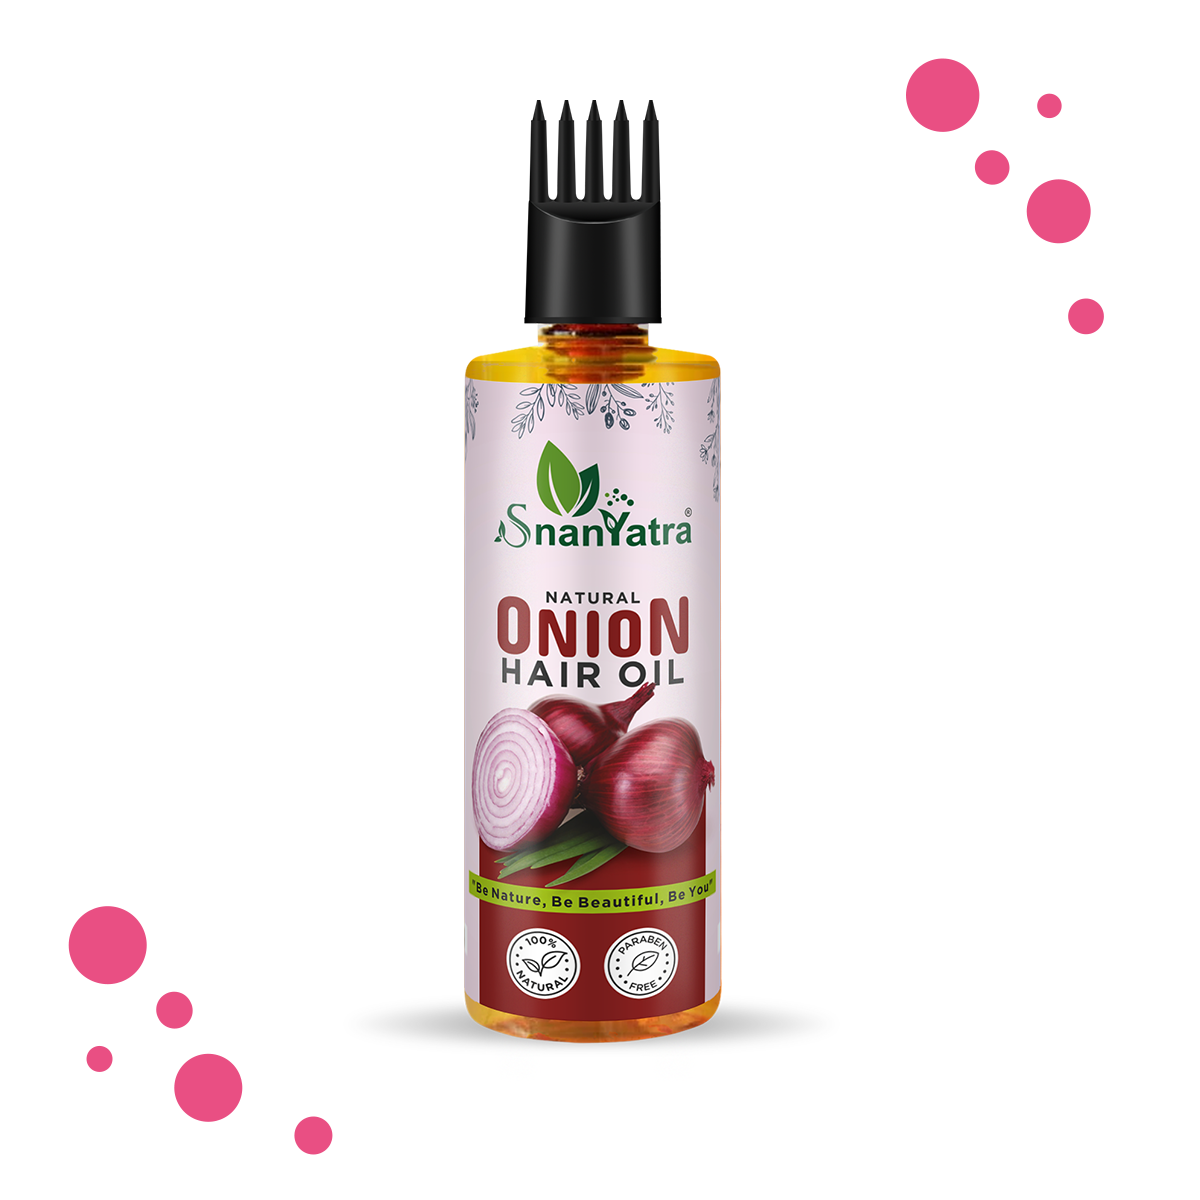 SnanYatra®
NATURAL
ONION
HAIR OIL
"Be Nature, Be Beautiful, Be You"
100%
NATURAL
PARABEN
FREE